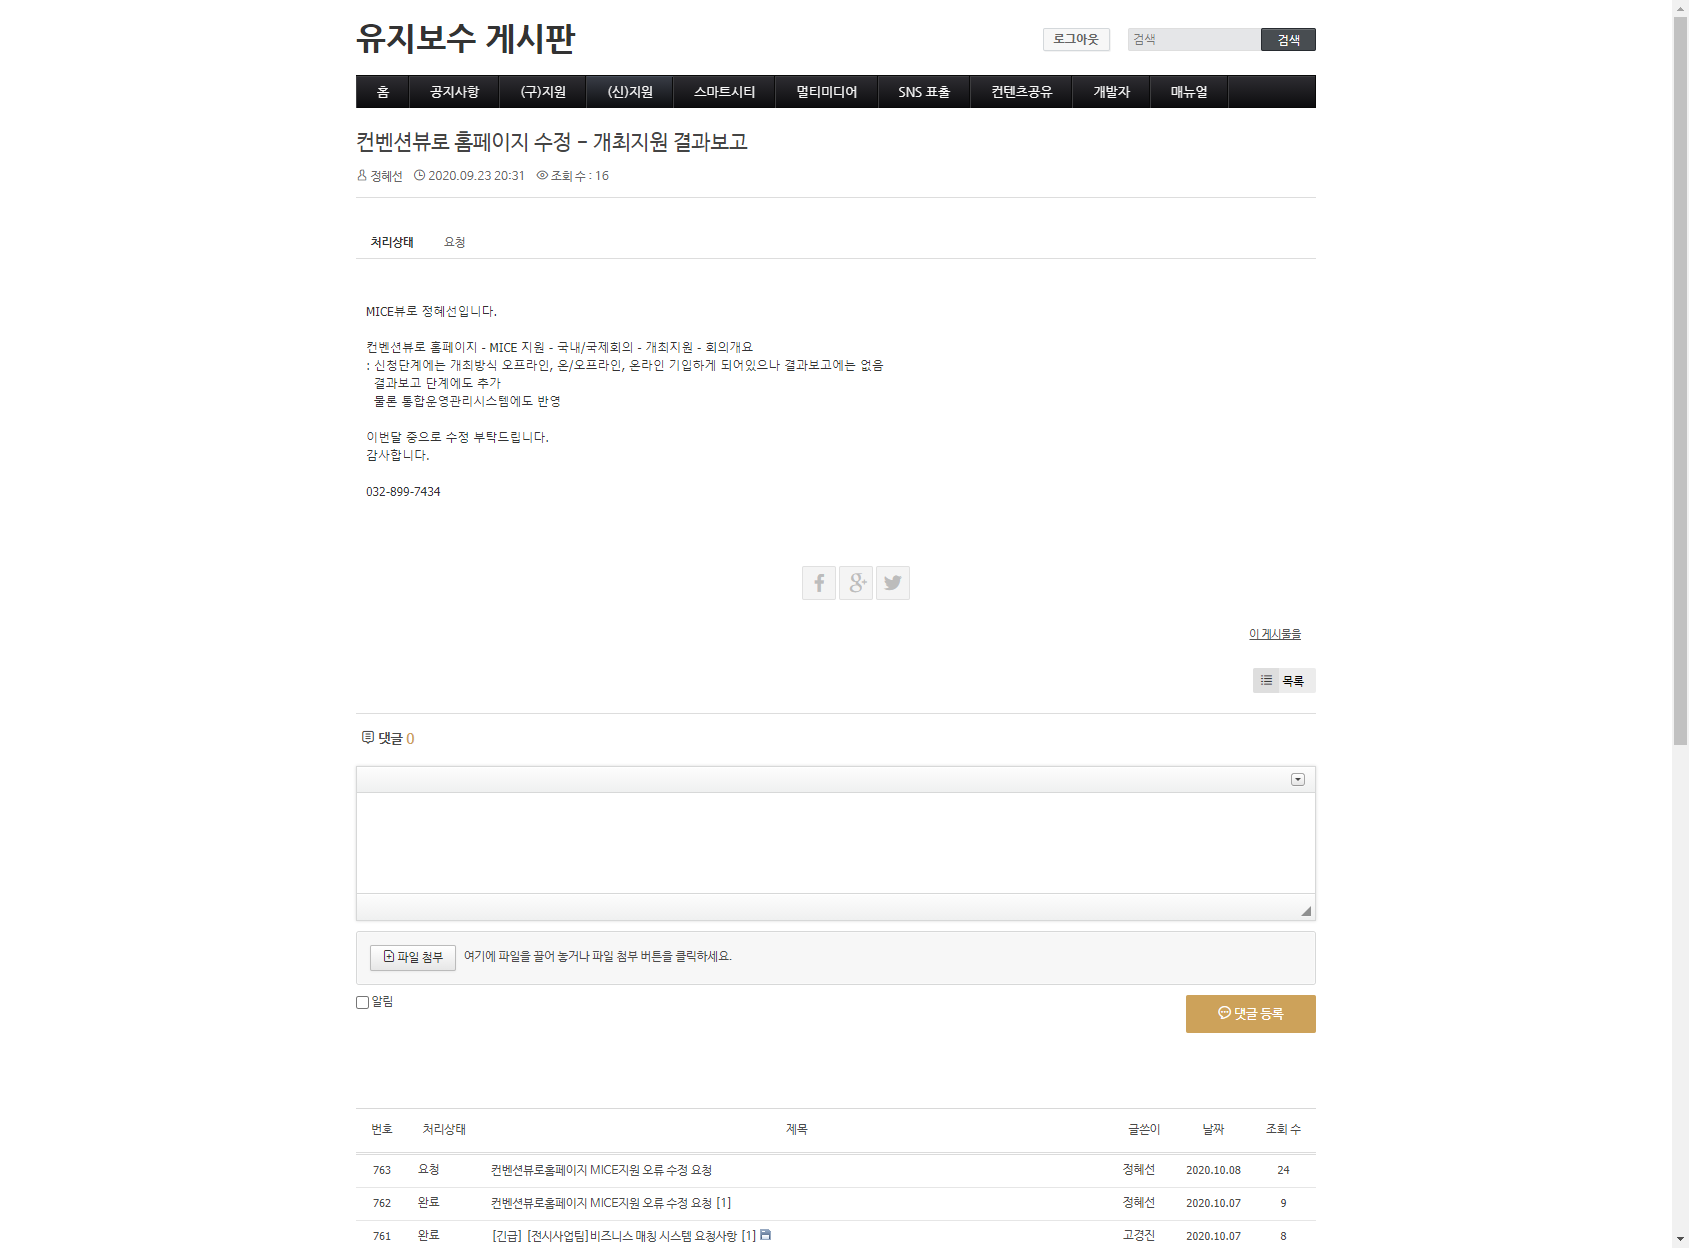 유지보수 게시판
로그아웃
검색
검색
홈
공지사항
(구)지원
(신)지원
스마트시티
멀티미디어
SNS 표출
컨텐츠공유
개발자
매뉴얼
컨벤션뷰로 홈페이지 수정 - 개최지원 결과보고
정혜선 2020.09.23 20:31 조회 수 : 16
처리상태 요청
MICE뷰로 정혜선입니다.
컨벤션뷰로 홈페이지 - MICE 지원 - 국내/국제회의 - 개최지원 - 회의개요
: 신청단계에는 개최방식 오프라인, 온/오프라인, 온라인 기입하게 되어있으나 결과보고에는 없음
결과보고 단계에도 추가
물론 통합운영관리시스템에도 반영
이번달 중으로 수정 부탁드립니다.
감사합니다.
032-899-7434
이 게시물을
목록
댓글 0
파일 첨부 여기에 파일을 끌어 놓거나 파일 첨부 버튼을 클릭하세요.
알림
댓글 등록
번호 처리상태 제목 글쓴이 날짜 조회 수
763 요청 컨벤션뷰로홈페이지 MICE지원 오류 수정 요청 정혜선 2020.10.08 24
762 완료 컨벤션뷰로홈페이지 MICE지원 오류 수정 요청 [1] 정혜선 2020.10.07 9
761 완료 [긴급] [전시사업팀]비즈니스 매칭 시스템 요청사항 [1] 고경진 2020.10.07 8